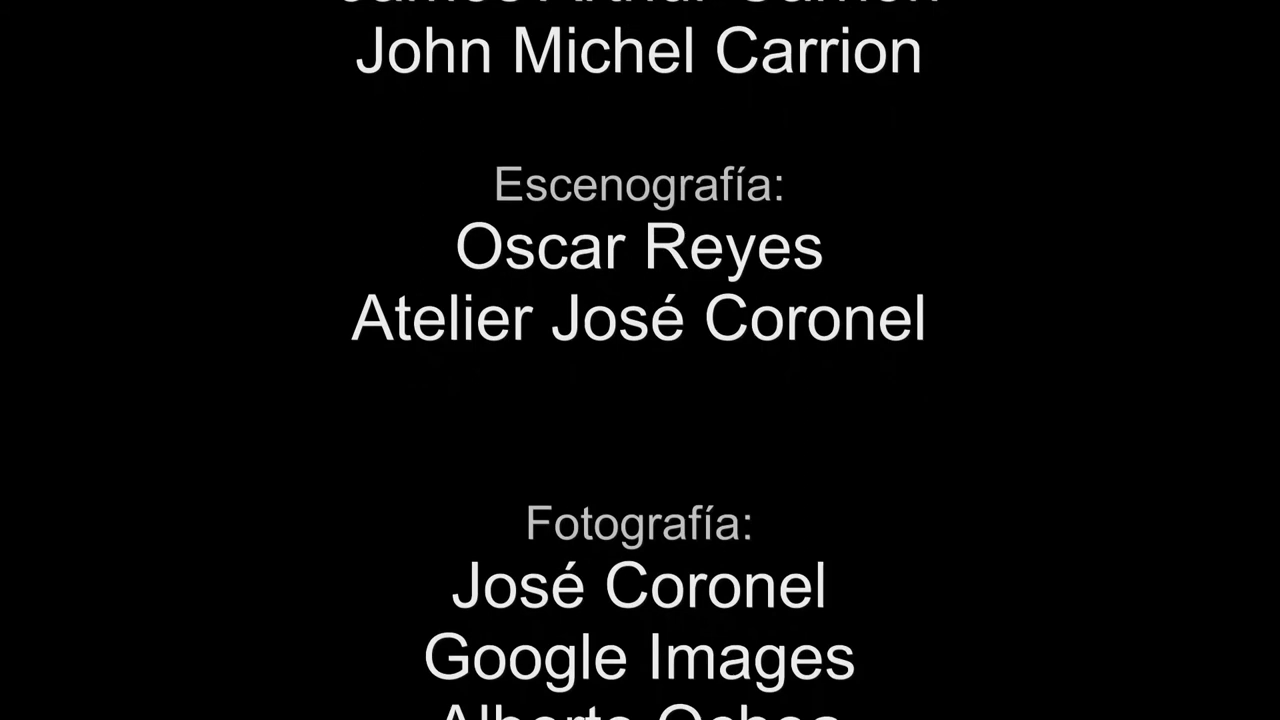 John Michel Carrion
Escenografía:
Oscar Reyes
Atelier José Coronel
Fotografía:
José Coronel
Google Images